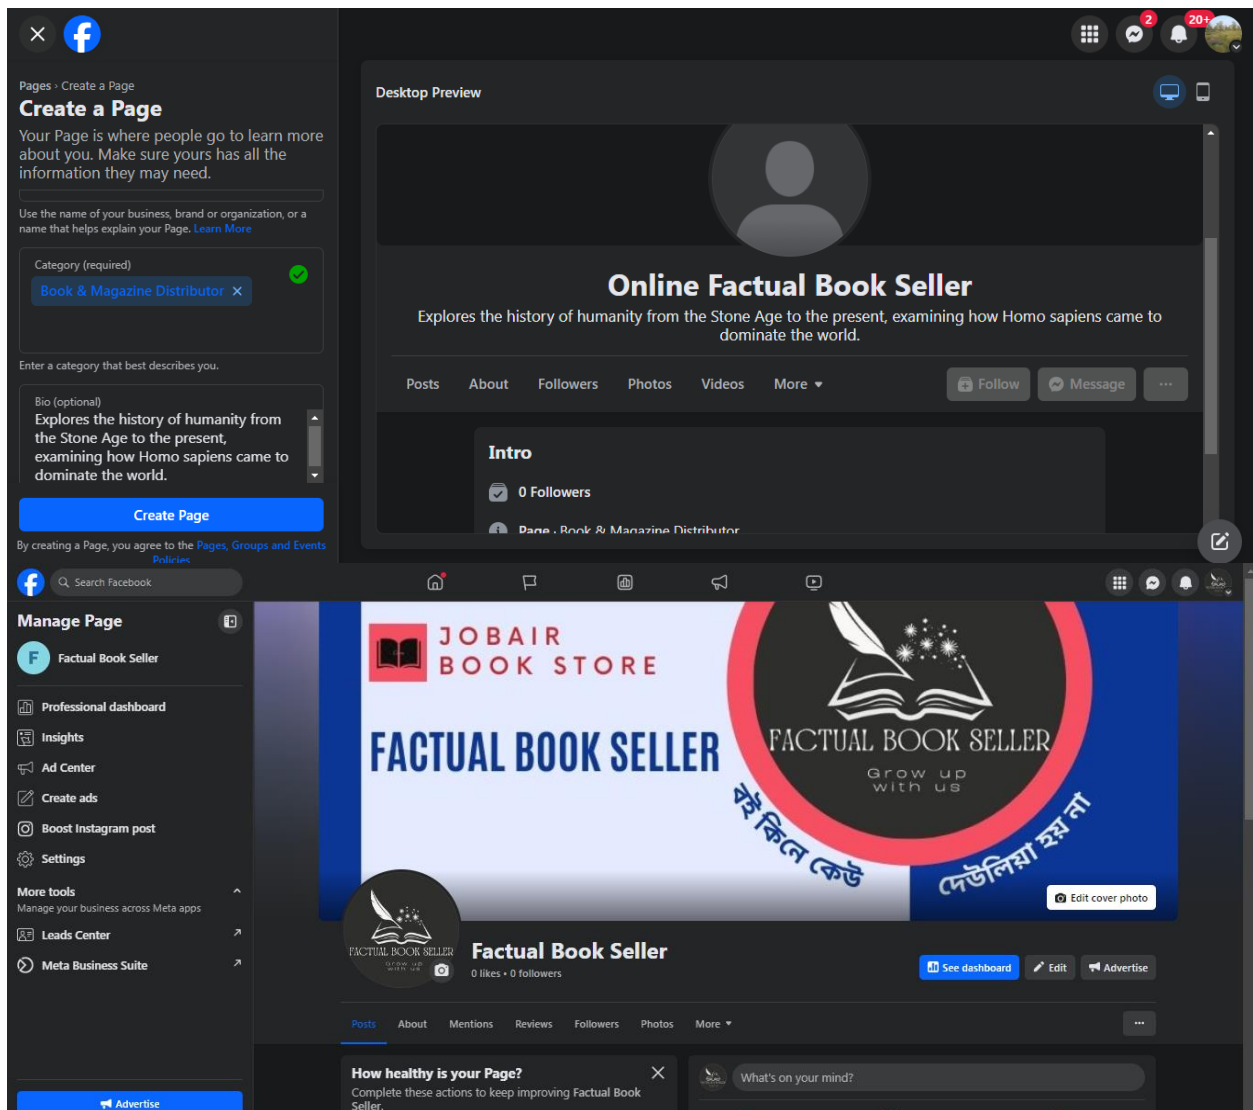 2
20+
Pages › Create a Page
Create a Page
Your Page is where people go to learn more
about you. Make sure yours has all the
information they may need.
Use the name of your business, brand or organization, or a
name that helps explain your Page. Learn More
Category (required)
Book & Magazine Distributor ×
Enter a category that best describes you.
Bio (optional)
Explores the history of humanity from
the Stone Age to the present,
examining how Homo sapiens came to
dominate the world.
Create Page
By creating a Page, you agree to the Pages, Groups and Events
Policies
Desktop Preview
Online Factual Book Seller
Explores the history of humanity from the Stone Age to the present, examining how Homo sapiens came to
dominate the world.
Posts About Followers Photos Videos More
Follow Message ...
Intro
0 Followers
Page · Book & Magazine Distributor
Search Facebook
Manage Page
F Factual Book Seller
Professional dashboard
Insights
Ad Center
Create ads
Boost Instagram post
Settings
More tools
Manage your business across Meta apps
Leads Center
Meta Business Suite
Advertise
JOBAIR
BOOK STORE
FACTUAL BOOK SELLER
FACTUAL BOOK SELLER
Grow up
with us
বই কিনে কেউ দেউলিয়া হয় না
Edit cover photo
FACTUAL BOOK SELLER
Grow up
with us
Factual Book Seller
0 likes • 0 followers
See dashboard Edit Advertise
Posts About Mentions Reviews Followers Photos More
...
How healthy is your Page?
Complete these actions to keep improving Factual Book
Seller.
What's on your mind?